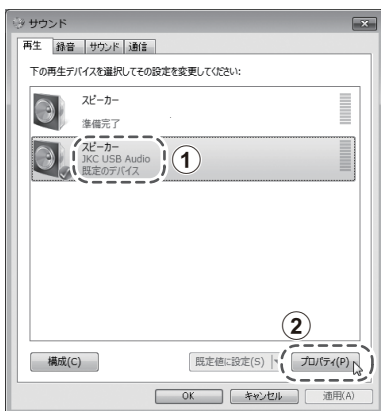 サウンド
再生 録音 サウンド 通信
下の再生デバイスを選択してその設定を変更してください:
スピーカー
準備完了
スピーカー
JKC USB Audio
既定のデバイス
①
②
構成(C) 既定値に設定(S) プロパティ(P)
OK キャンセル 適用(A)